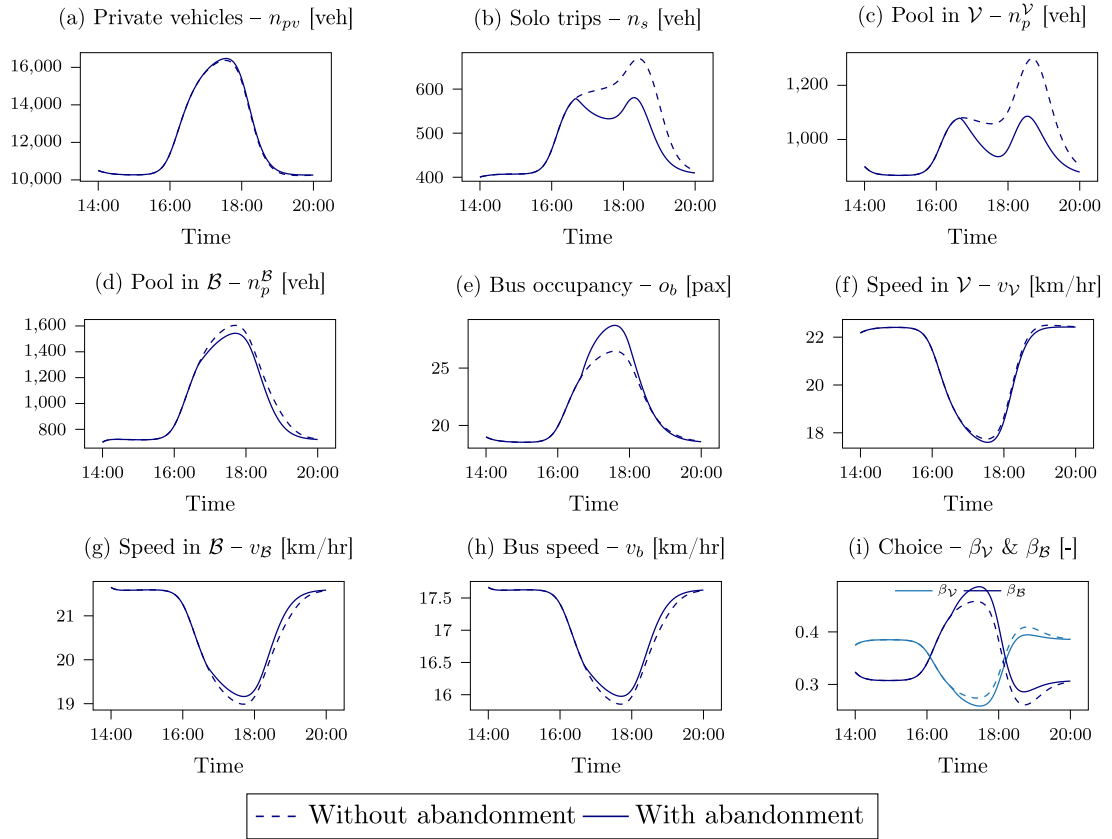 (a) Private vehicles – n_{pv} [veh]
16,000
14,000
12,000
10,000
14:00 16:00 18:00 20:00
Time
(b) Solo trips – n_s [veh]
600
500
400
14:00 16:00 18:00 20:00
Time
(c) Pool in 𝒱 – n_p^𝒱 [veh]
1,200
1,000
14:00 16:00 18:00 20:00
Time
(d) Pool in ℬ – n_p^ℬ [veh]
1,600
1,400
1,200
1,000
800
14:00 16:00 18:00 20:00
Time
(e) Bus occupancy – o_b [pax]
25
20
14:00 16:00 18:00 20:00
Time
(f) Speed in 𝒱 – v_𝒱 [km/hr]
22
20
18
14:00 16:00 18:00 20:00
Time
(g) Speed in ℬ – v_ℬ [km/hr]
21
20
19
14:00 16:00 18:00 20:00
Time
(h) Bus speed – v_b [km/hr]
17.5
17
16.5
16
14:00 16:00 18:00 20:00
Time
(i) Choice – β_𝒱 & β_ℬ [-]
β_𝒱 β_ℬ
0.4
0.3
14:00 16:00 18:00 20:00
Time
Without abandonment With abandonment